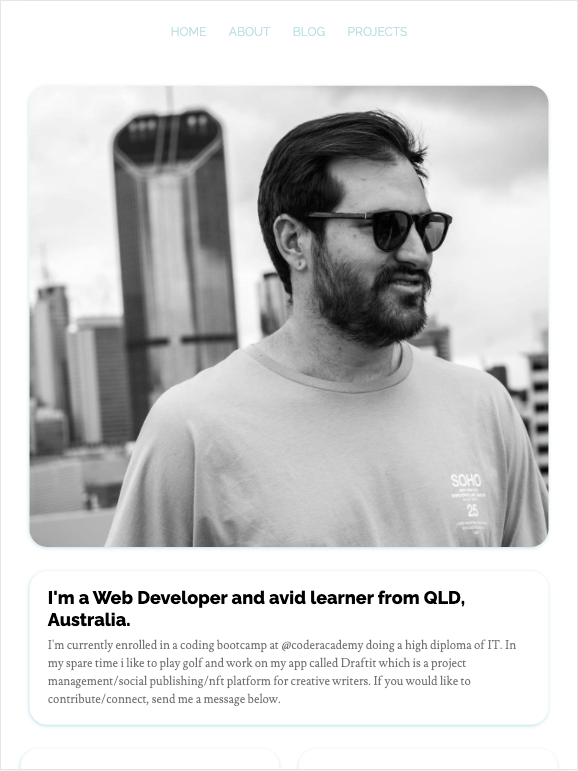 HOME ABOUT BLOG PROJECTS
SOHO
25
I'm a Web Developer and avid learner from QLD,
Australia.
I'm currently enrolled in a coding bootcamp at @coderacademy doing a high diploma of IT. In
my spare time i like to play golf and work on my app called Draftit which is a project
management/social publishing/nft platform for creative writers. If you would like to
contribute/connect, send me a message below.